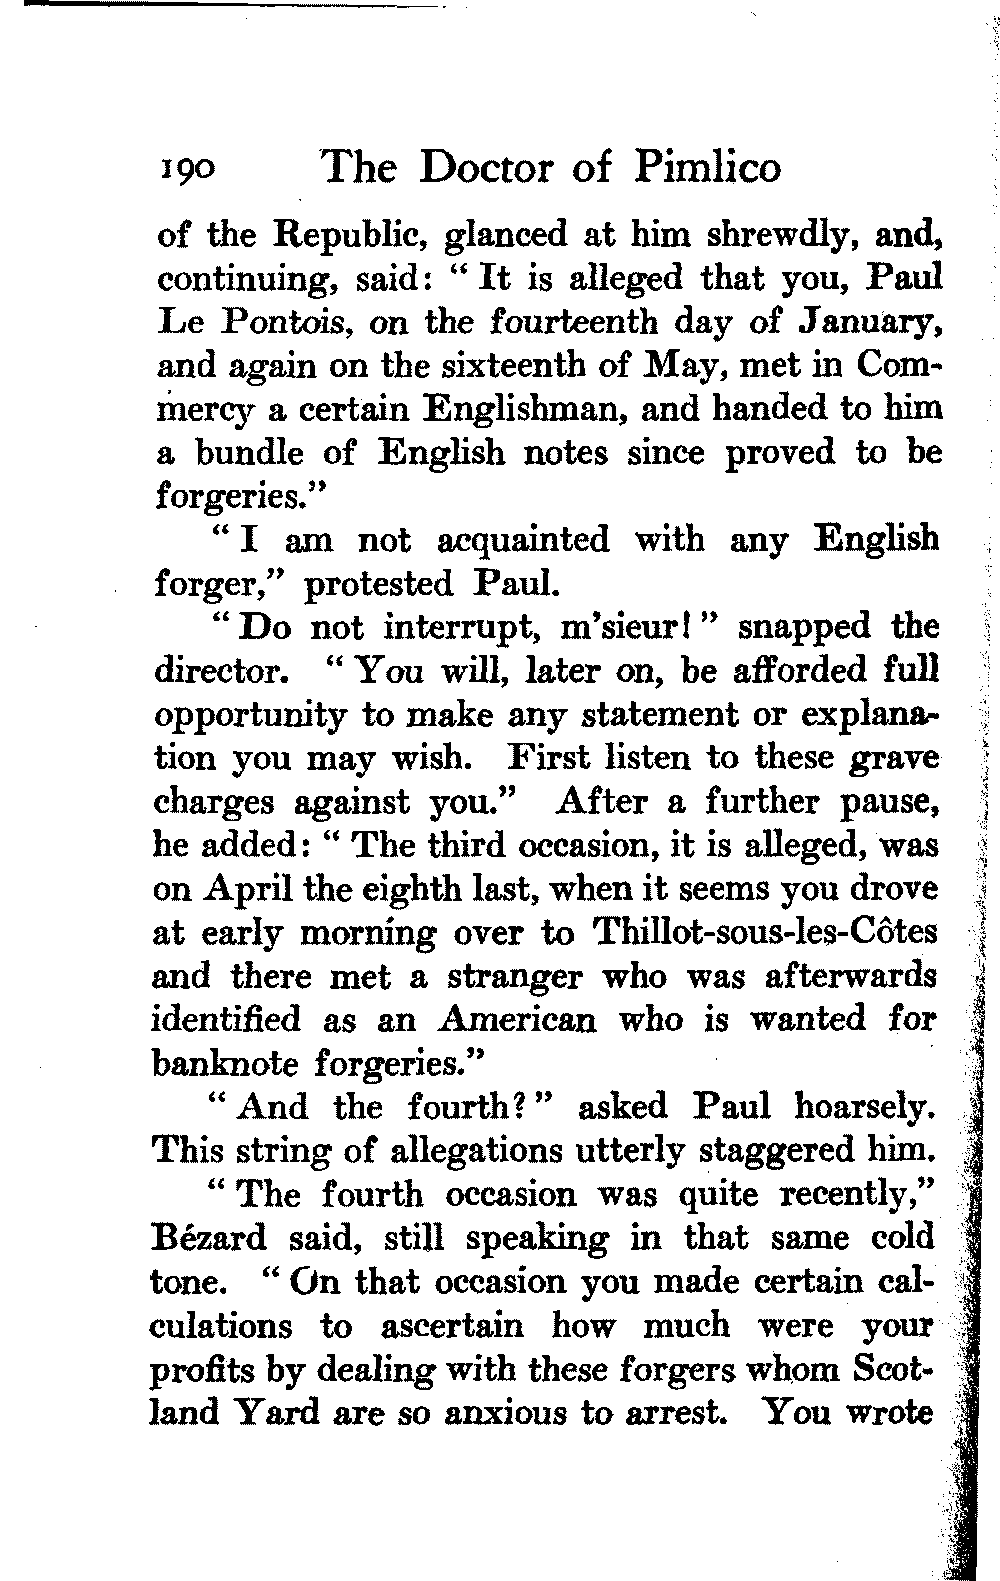 190 The Doctor of Pimlico
of the Republic, glanced at him shrewdly, and,
continuing, said: “ It is alleged that you, Paul
Le Pontois, on the fourteenth day of January,
and again on the sixteenth of May, met in Com-
mercy a certain Englishman, and handed to him
a bundle of English notes since proved to be
forgeries.”
“ I am not acquainted with any English
forger,” protested Paul.
“ Do not interrupt, m’sieur! ” snapped the
director. “ You will, later on, be afforded full
opportunity to make any statement or explana-
tion you may wish. First listen to these grave
charges against you.” After a further pause,
he added: “ The third occasion, it is alleged, was
on April the eighth last, when it seems you drove
at early morning over to Thillot-sous-les-Côtes
and there met a stranger who was afterwards
identified as an American who is wanted for
banknote forgeries.”
“ And the fourth? ” asked Paul hoarsely.
This string of allegations utterly staggered him.
“ The fourth occasion was quite recently,”
Bézard said, still speaking in that same cold
tone. “ On that occasion you made certain cal-
culations to ascertain how much were your
profits by dealing with these forgers whom Scot-
land Yard are so anxious to arrest. You wrote